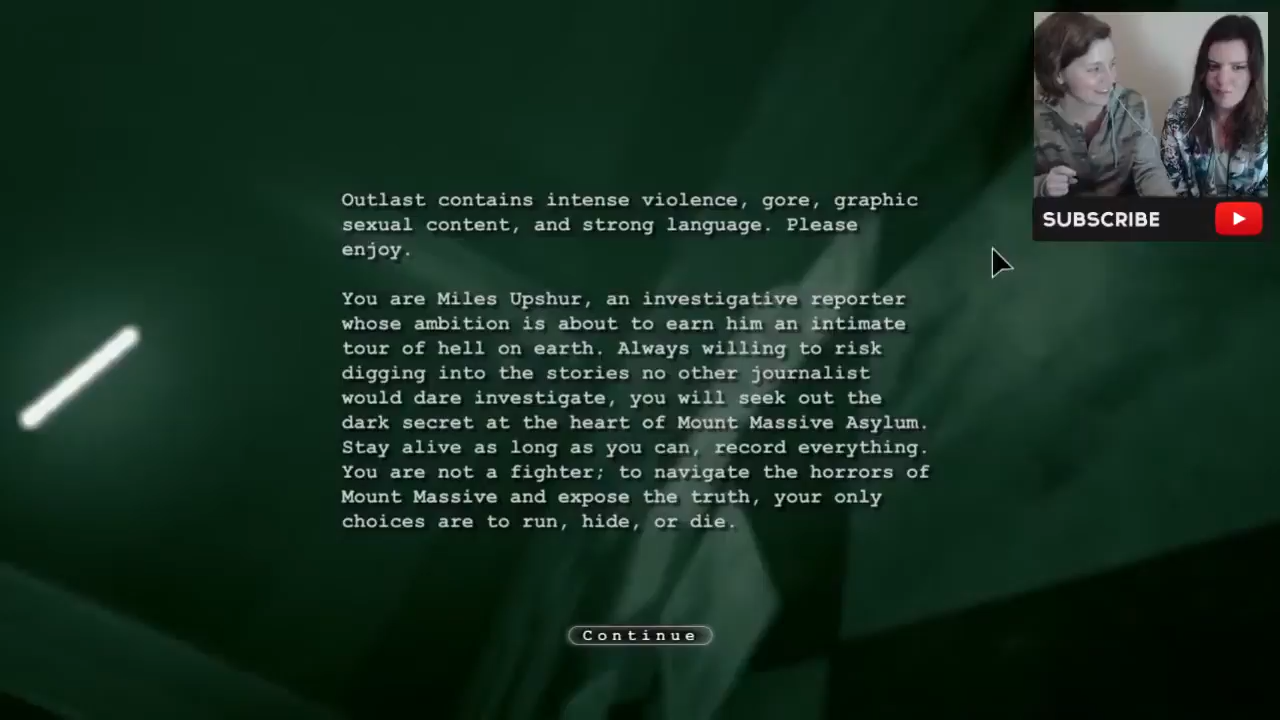 SUBSCRIBE
Outlast contains intense violence, gore, graphic
sexual content, and strong language. Please
enjoy.
You are Miles Upshur, an investigative reporter
whose ambition is about to earn him an intimate
tour of hell on earth. Always willing to risk
digging into the stories no other journalist
would dare investigate, you will seek out the
dark secret at the heart of Mount Massive Asylum.
Stay alive as long as you can, record everything.
You are not a fighter; to navigate the horrors of
Mount Massive and expose the truth, your only
choices are to run, hide, or die.
Continue